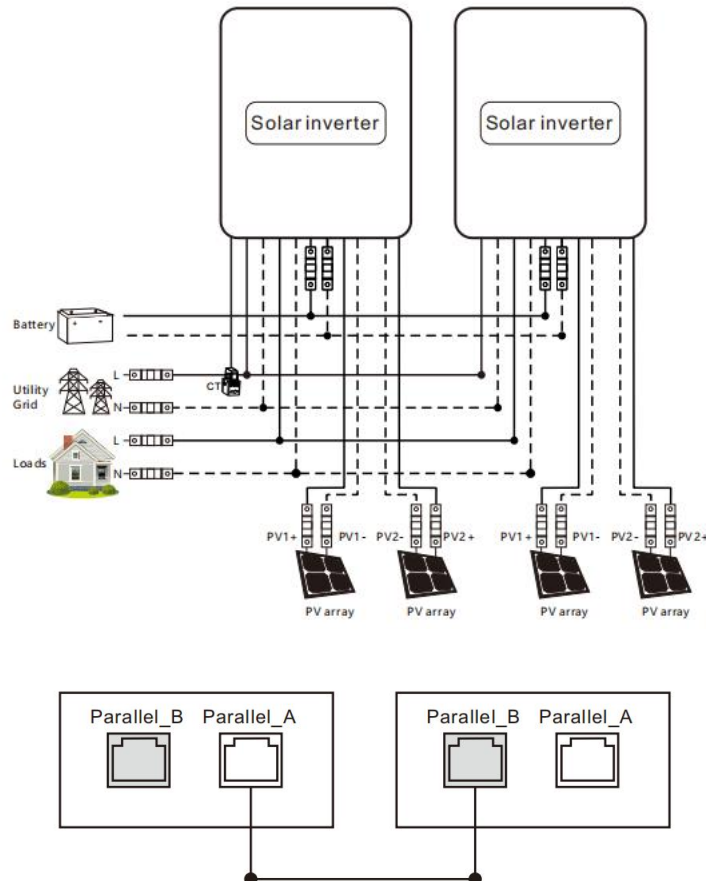 Solar inverter Solar inverter
Battery
CT
L
Utility
Grid
N
L
Loads
N
PV1+ PV1- PV2- PV2+ PV1+ PV1- PV2- PV2+
PV array PV array PV array PV array
Parallel_B Parallel_A Parallel_B Parallel_A